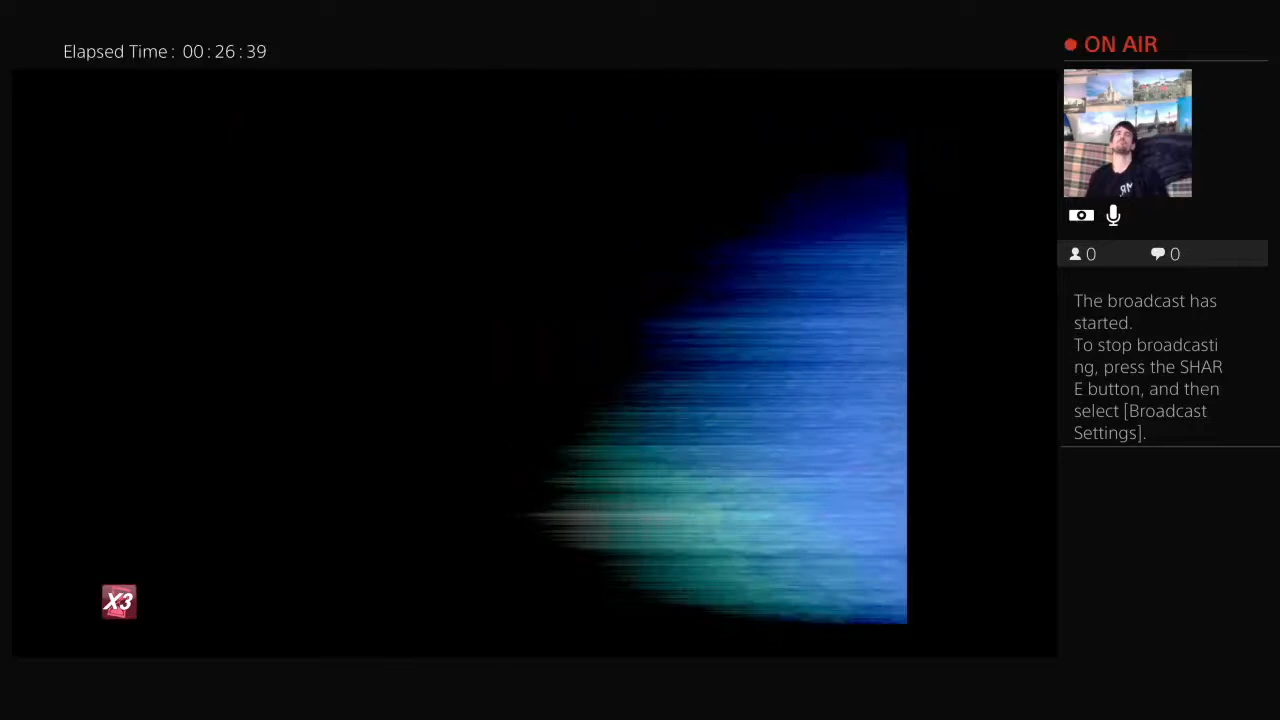 Elapsed Time: 00:26:39
ON AIR
0 0
The broadcast has
started.
To stop broadcasti
ng, press the SHAR
E button, and then
select [Broadcast
Settings].
X3